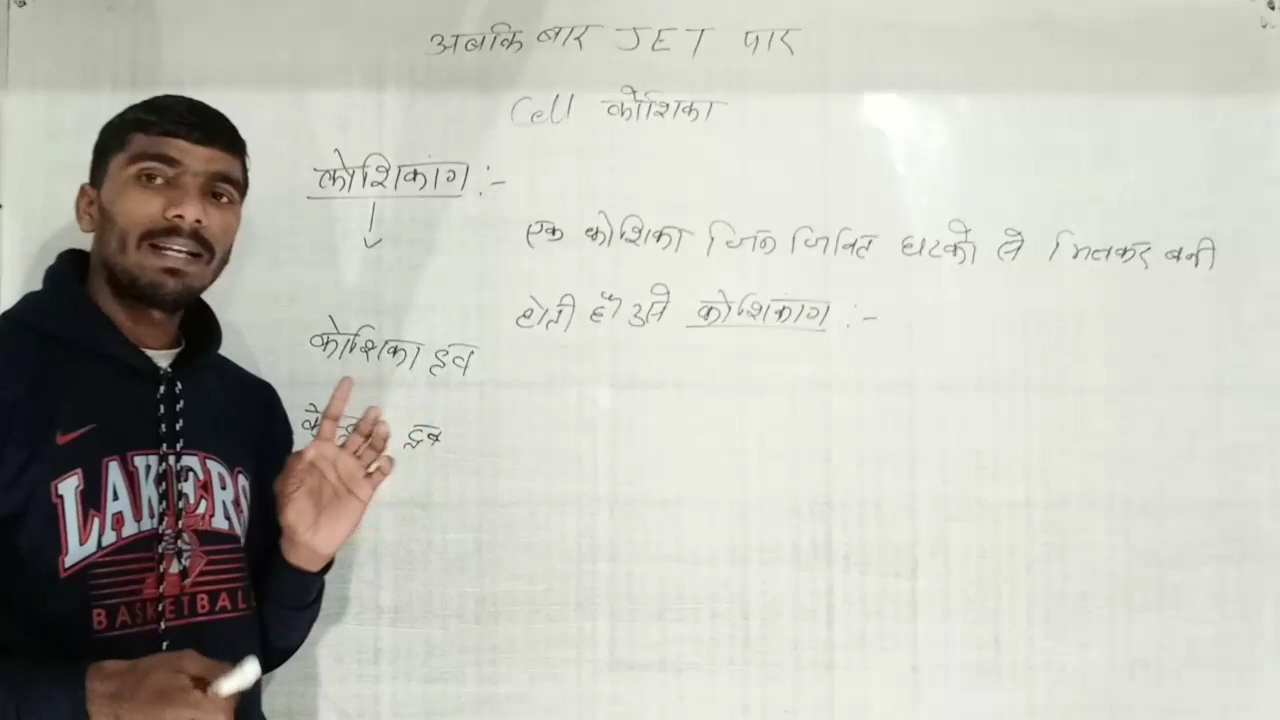 अबकि बार JET पार
Cell कोशिका
कोशिकांग :-
एक कोशिका जिन जिवित घटको से मिलकर बनी
होती हैं उसे कोशिकांग :-
कोशिका द्रव
द्रव
LAKERS
BASKETBALL